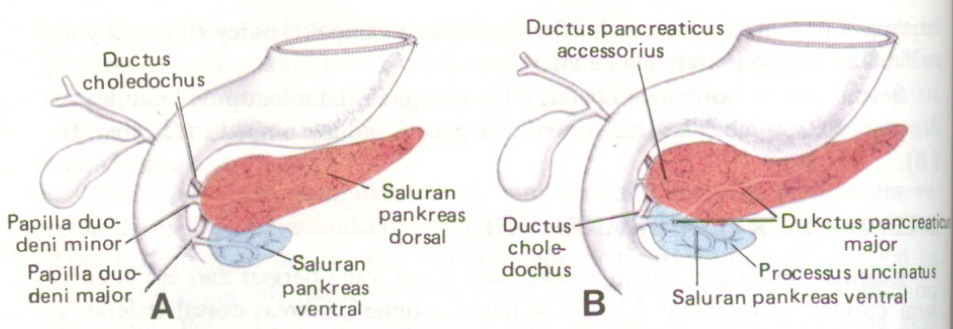 Ductus
choledochus
Papilla duo-
deni minor
Papilla duo-
deni major
A
Saluran
pankreas
dorsal
Saluran
pankreas
ventral
Ductus pancreaticus
accessorius
Ductus
chole-
dochus
B
Dukctus pancreaticus
major
Processus uncinatus
Saluran pankreas ventral